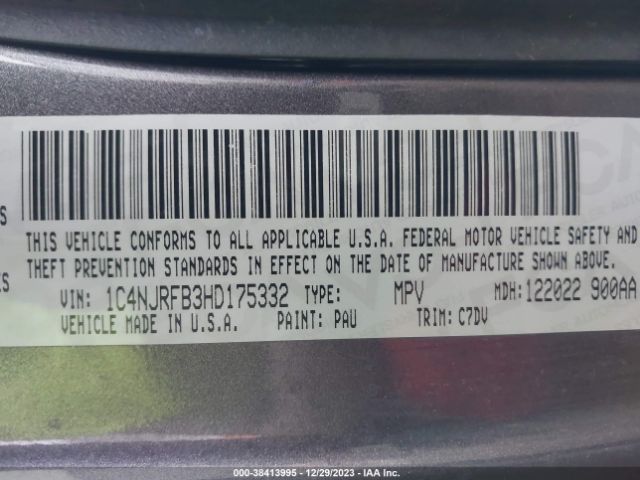 THIS VEHICLE CONFORMS TO ALL APPLICABLE U.S.A. FEDERAL MOTOR VEHICLE SAFETY AND
THEFT PREVENTION STANDARDS IN EFFECT ON THE DATE OF MANUFACTURE SHOWN ABOVE.
VIN: 1C4NJRFB3HD175332 TYPE: MPV MDH:122022 900AA
VEHICLE MADE IN U.S.A. PAINT: PAU TRIM: C7DV
000-38413995 - 12/29/2023 - IAA Inc.